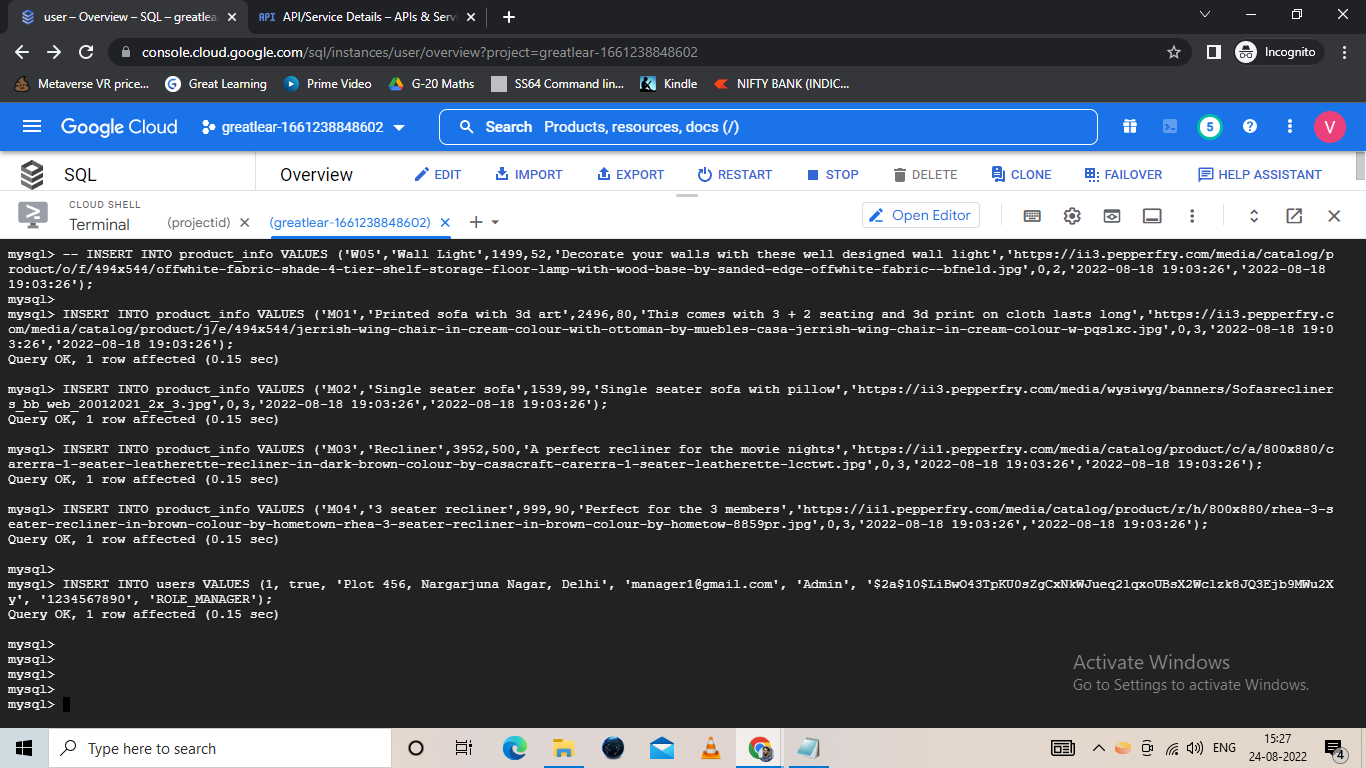 user – Overview – SQL – greatlea
API/Service Details – APIs & Serv
console.cloud.google.com/sql/instances/user/overview?project=greatlear-1661238848602
Incognito
Metaverse VR price...
Great Learning
Prime Video
G-20 Maths
SS64 Command lin...
Kindle
NIFTY BANK (INDIC...
Google Cloud
greatlear-1661238848602
Search Products, resources, docs (/)
5
V
SQL
Overview
EDIT
IMPORT
EXPORT
RESTART
STOP
DELETE
CLONE
FAILOVER
HELP ASSISTANT
CLOUD SHELL
Terminal
(projectid)
(greatlear-1661238848602)
Open Editor
mysql> -- INSERT INTO product_info VALUES ('W05','Wall Light',1499,52,'Decorate your walls with these well designed wall light','https://ii3.pepperfry.com/media/catalog/p
roduct/o/f/494x544/offwhite-fabric-shade-4-tier-shelf-storage-floor-lamp-with-wood-base-by-sanded-edge-offwhite-fabric--bfneld.jpg',0,2,'2022-08-18 19:03:26','2022-08-18
19:03:26');
mysql>
mysql> INSERT INTO product_info VALUES ('M01','Printed sofa with 3d art',2496,80,'This comes with 3 + 2 seating and 3d print on cloth lasts long','https://ii3.pepperfry.c
om/media/catalog/product/j/e/494x544/jerrish-wing-chair-in-cream-colour-with-ottoman-by-muebles-casa-jerrish-wing-chair-in-cream-colour-w-pqslxc.jpg',0,3,'2022-08-18 19:0
3:26','2022-08-18 19:03:26');
Query OK, 1 row affected (0.15 sec)
mysql> INSERT INTO product_info VALUES ('M02','Single seater sofa',1539,99,'Single seater sofa with pillow','https://ii3.pepperfry.com/media/wysiwyg/banners/Sofasrecliner
s_bb_web_20012021_2x_3.jpg',0,3,'2022-08-18 19:03:26','2022-08-18 19:03:26');
Query OK, 1 row affected (0.15 sec)
mysql> INSERT INTO product_info VALUES ('M03','Recliner',3952,500,'A perfect recliner for the movie nights','https://ii1.pepperfry.com/media/catalog/product/c/a/800x880/c
arerra-1-seater-leatherette-recliner-in-dark-brown-colour-by-casacraft-carerra-1-seater-leatherette-lcctwt.jpg',0,3,'2022-08-18 19:03:26','2022-08-18 19:03:26');
Query OK, 1 row affected (0.15 sec)
mysql> INSERT INTO product_info VALUES ('M04','3 seater recliner',999,90,'Perfect for the 3 members','https://ii1.pepperfry.com/media/catalog/product/r/h/800x880/rhea-3-s
eater-recliner-in-brown-colour-by-hometown-rhea-3-seater-recliner-in-brown-colour-by-hometow-8859pr.jpg',0,3,'2022-08-18 19:03:26','2022-08-18 19:03:26');
Query OK, 1 row affected (0.15 sec)
mysql>
mysql> INSERT INTO users VALUES (1, true, 'Plot 456, Nargarjuna Nagar, Delhi', 'manager1@gmail.com', 'Admin', '$2a$10$LiBwO43TpKU0sZgCxNkWJueq2lqxoUBsX2Wclzk8JQ3Ejb9MWu2X
y', '1234567890', 'ROLE_MANAGER');
Query OK, 1 row affected (0.15 sec)
mysql>
mysql>
mysql>
mysql>
mysql>
Activate Windows
Go to Settings to activate Windows.
Type here to search
ENG
15:27
24-08-2022
4